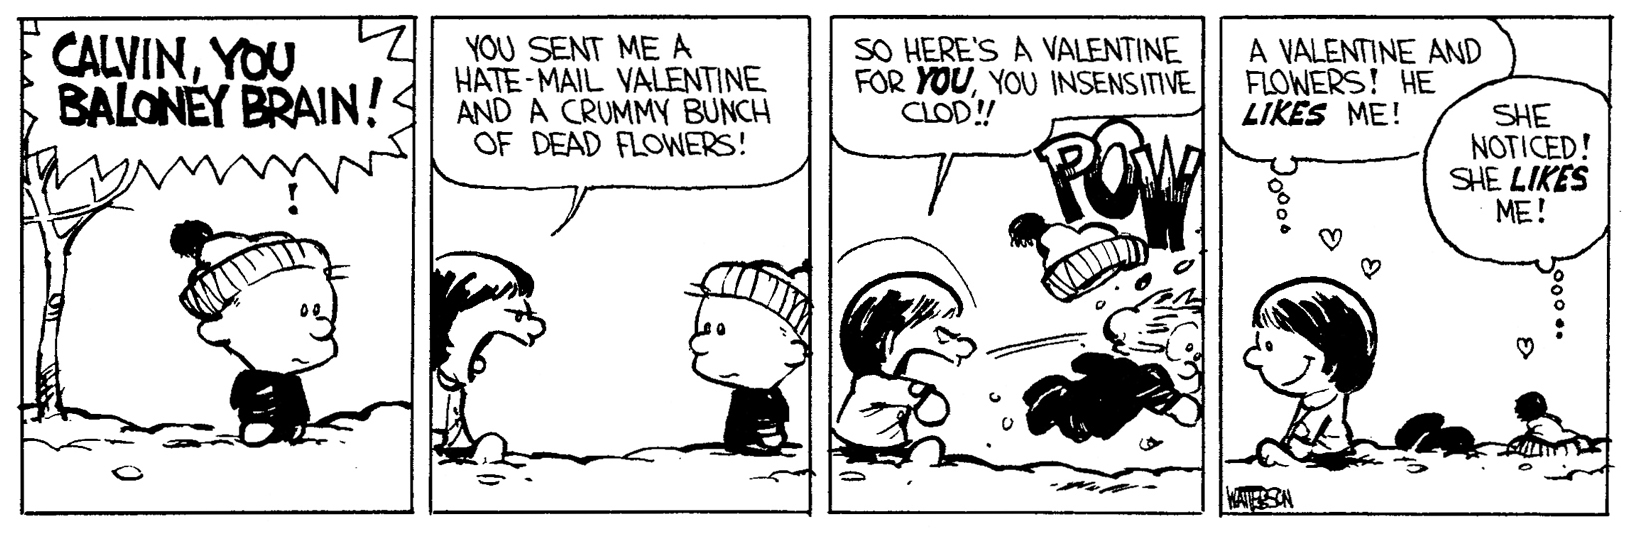 CALVIN, YOU
BALONEY BRAIN!
!
YOU SENT ME A
HATE-MAIL VALENTINE
AND A CRUMMY BUNCH
OF DEAD FLOWERS!
SO HERE'S A VALENTINE
FOR YOU, YOU INSENSITIVE
CLOD!!
POW
A VALENTINE AND
FLOWERS! HE
LIKES ME!
SHE
NOTICED!
SHE LIKES
ME!
WATTERSON